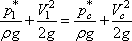 p₁*/ρg + V₁²/2g = p_c*/ρg + V_c²/2g